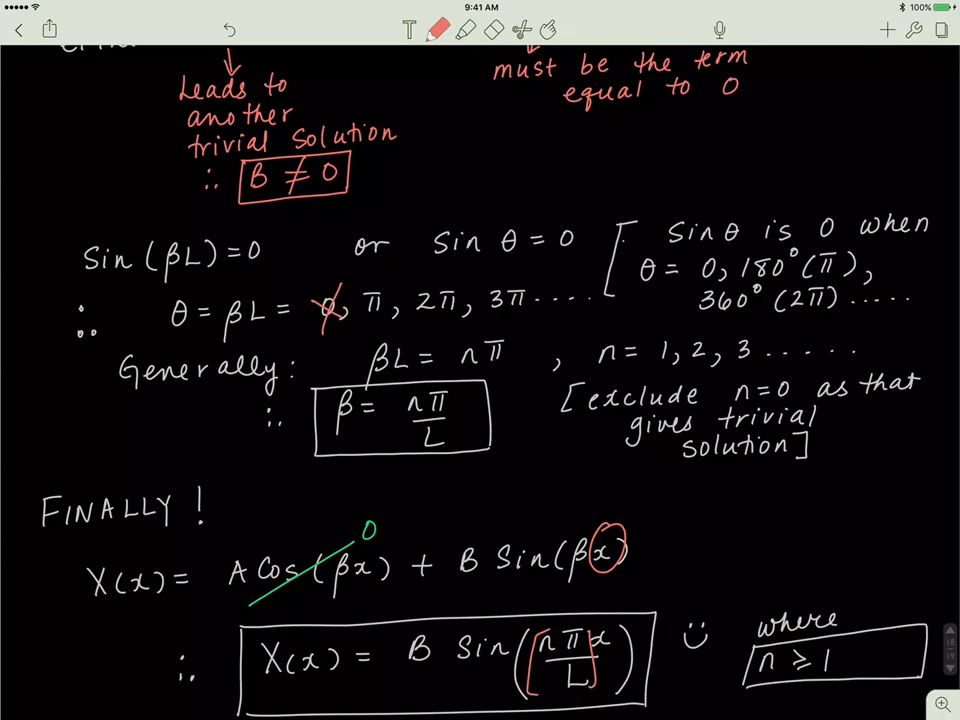 9:41 AM
100%
T
Leads to
another
trivial Solution
∴ B ≠ 0
must be the term
equal to 0
Sin (βL) = 0 or Sin θ = 0
[ Sin θ is 0 when
θ = 0, 180° (π),
360° (2π) .....
∴ θ = βL = 0, π, 2π, 3π ....
Generally: βL = nπ , n = 1, 2, 3 ......
∴ β = nπ/L
[exclude n=0 as that
gives trivial
solution]
FINALLY !
0
X(x) = A Cos (βx) + B Sin (βx)
∴ X(x) = B Sin ([nπ/L] x)
where
n ≥ 1
18
19